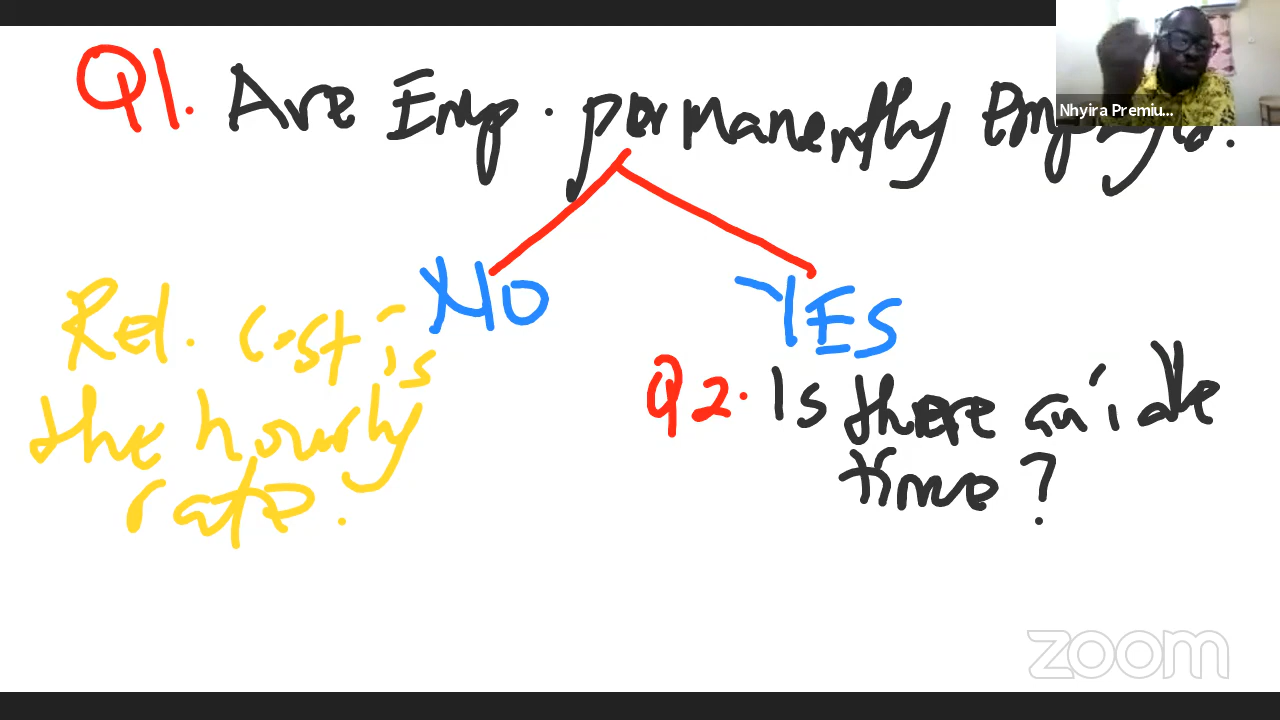 Q1. Are Emp. permanently
Nhyira Premiu...
NO
YES
Rel. cost is
the hourly
rate.
Q2. Is there an idle
time?
zoom